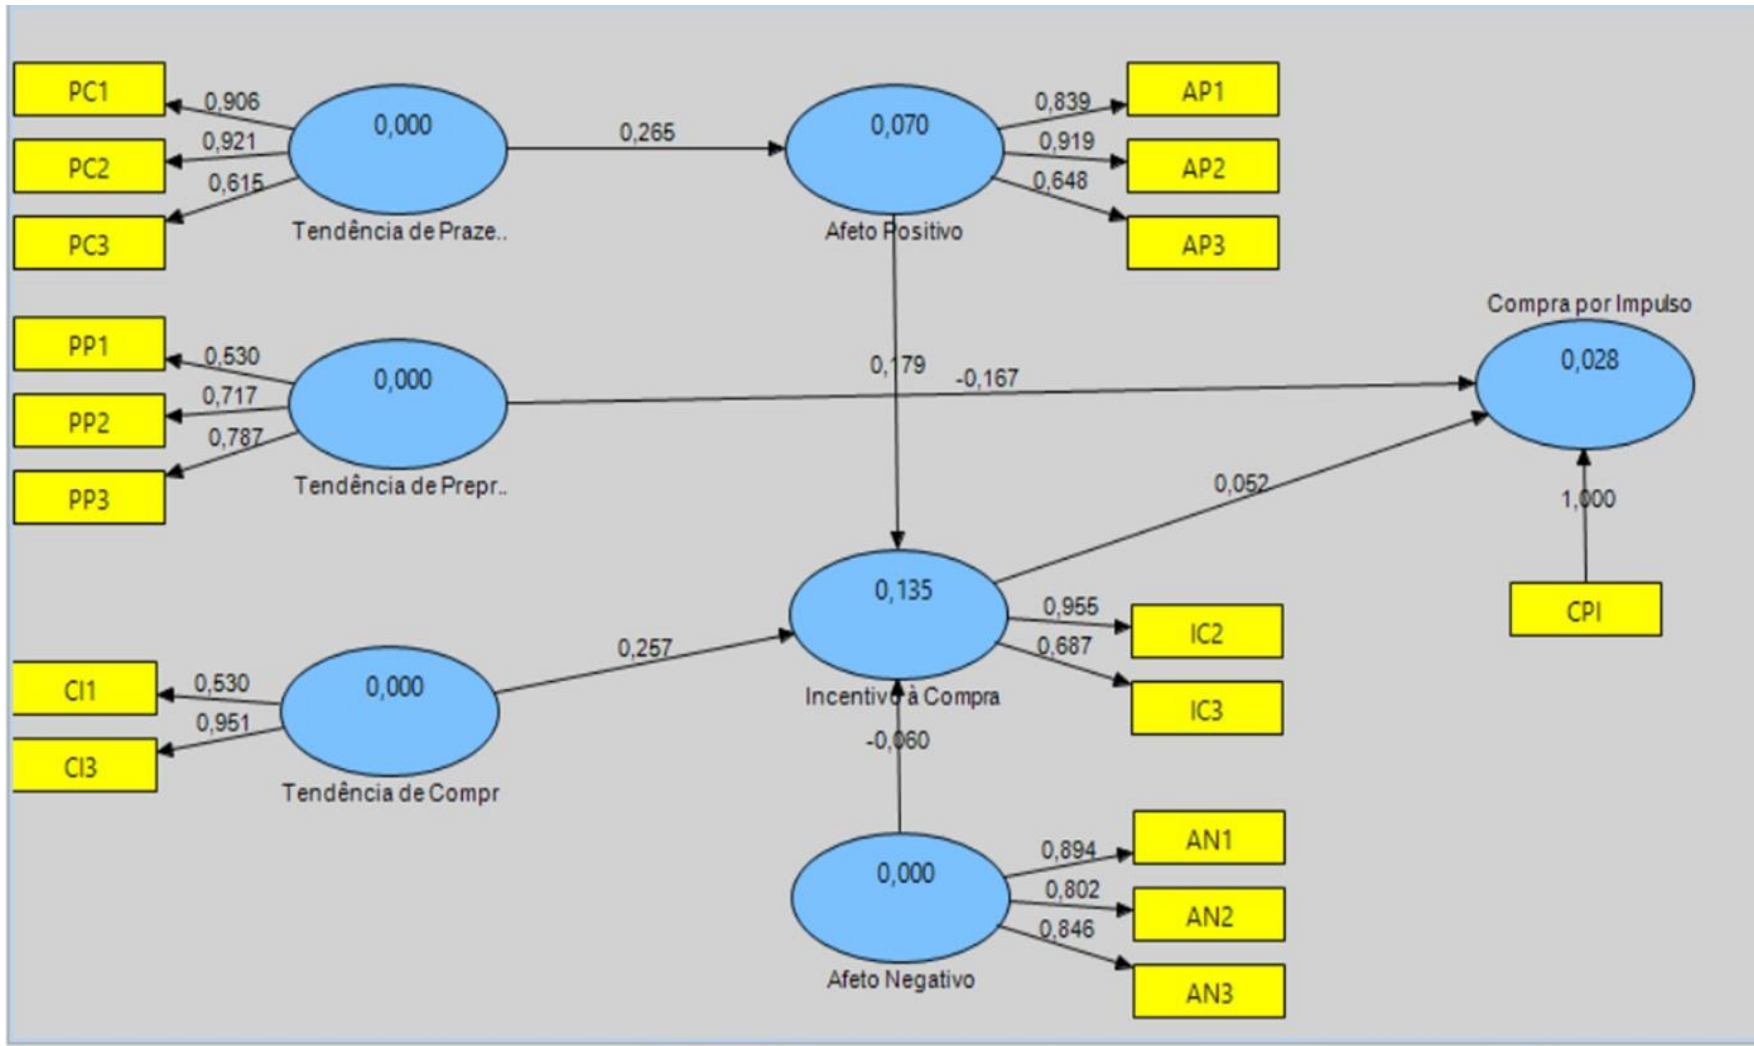 PC1
0,906
PC2
0,921
PC3
0,615
0,000
Tendência de Praze..
0,265
0,070
Afeto Positivo
0,839
AP1
0,919
AP2
0,648
AP3
PP1
0,530
PP2
0,717
PP3
0,787
0,000
Tendência de Prepr..
0,179
-0,167
Compra por Impulso
0,028
0,052
1,000
CPI
0,135
Incentivo à Compra
0,955
IC2
0,687
IC3
CI1
0,530
CI3
0,951
0,000
Tendência de Compr
0,257
-0,060
0,000
Afeto Negativo
0,894
AN1
0,802
AN2
0,846
AN3